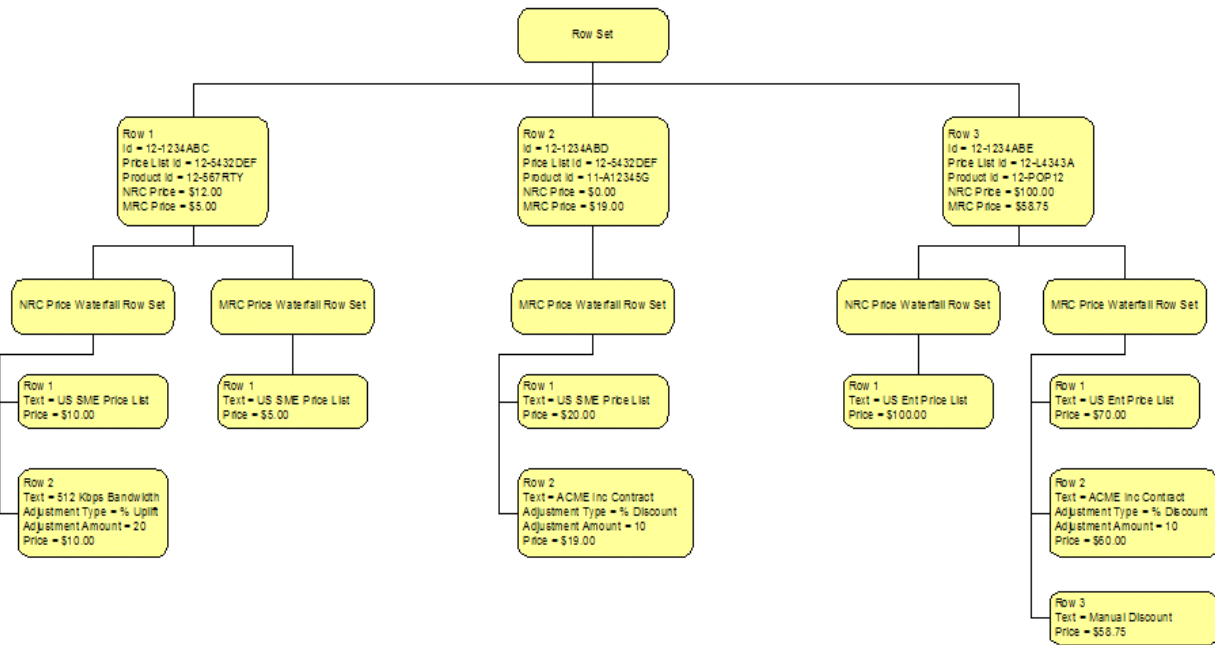 Row Set
Row 1
Id = 12-1234ABC
Price List Id = 12-5432DEF
Product Id = 12-567RTY
NRC Price = $12.00
MRC Price = $5.00
Row 2
Id = 12-1234ABD
Price List Id = 12-5432DEF
Product Id = 11-A12345G
NRC Price = $0.00
MRC Price = $19.00
Row 3
Id = 12-1234ABE
Price List Id = 12-L4343A
Product Id = 12-POP12
NRC Price = $100.00
MRC Price = $58.75
NRC Price Waterfall Row Set
MRC Price Waterfall Row Set
MRC Price Waterfall Row Set
NRC Price Waterfall Row Set
MRC Price Waterfall Row Set
Row 1
Text = US SME Price List
Price = $10.00
Row 1
Text = US SME Price List
Price = $5.00
Row 1
Text = US SME Price List
Price = $20.00
Row 1
Text = US Ent Price List
Price = $100.00
Row 1
Text = US Ent Price List
Price = $70.00
Row 2
Text = 512 Kbps Bandwidth
Adjustment Type = % Uplift
Adjustment Amount = 20
Price = $10.00
Row 2
Text = ACME Inc Contract
Adjustment Type = % Discount
Adjustment Amount = 10
Price = $19.00
Row 2
Text = ACME Inc Contract
Adjustment Type = % Discount
Adjustment Amount = 10
Price = $60.00
Row 3
Text = Manual Discount
Price = $58.75